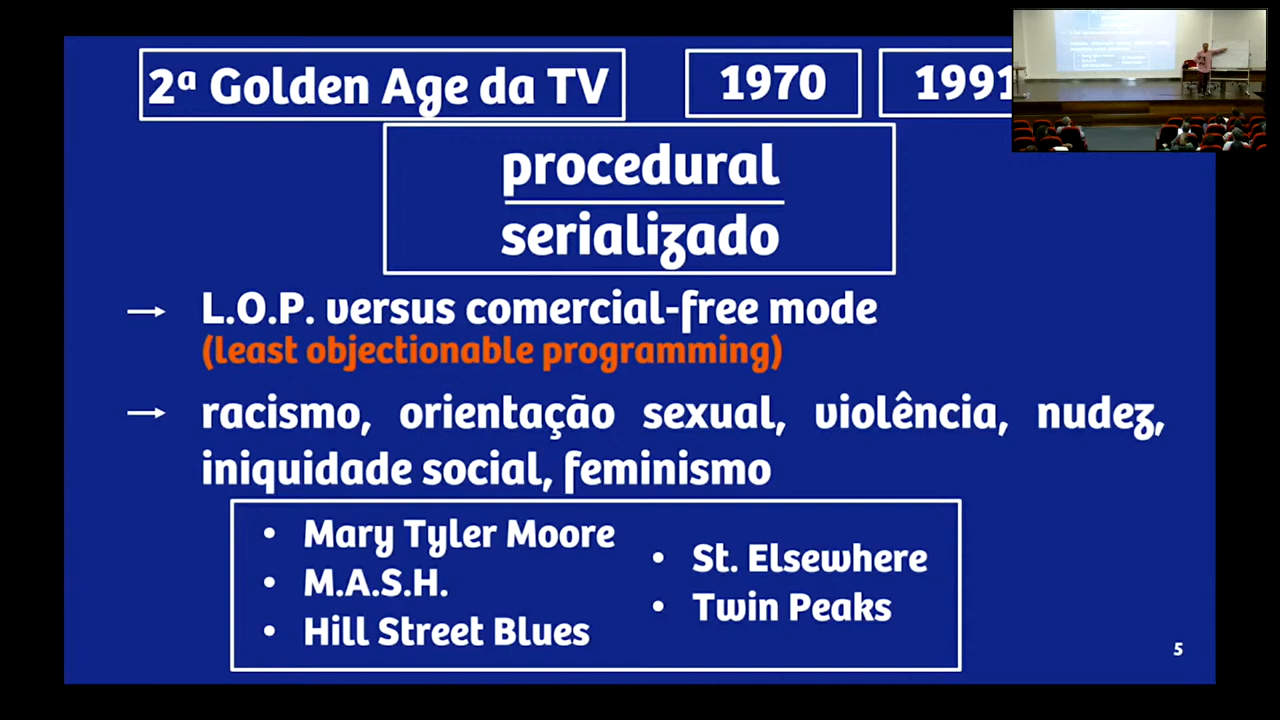 2ª Golden Age da TV
1970
1991
procedural
serializado
L.O.P. versus comercial-free mode
(least objectionable programming)
racismo, orientação sexual, violência, nudez,
iniquidade social, feminismo
• Mary Tyler Moore
• M.A.S.H.
• Hill Street Blues
• St. Elsewhere
• Twin Peaks
5